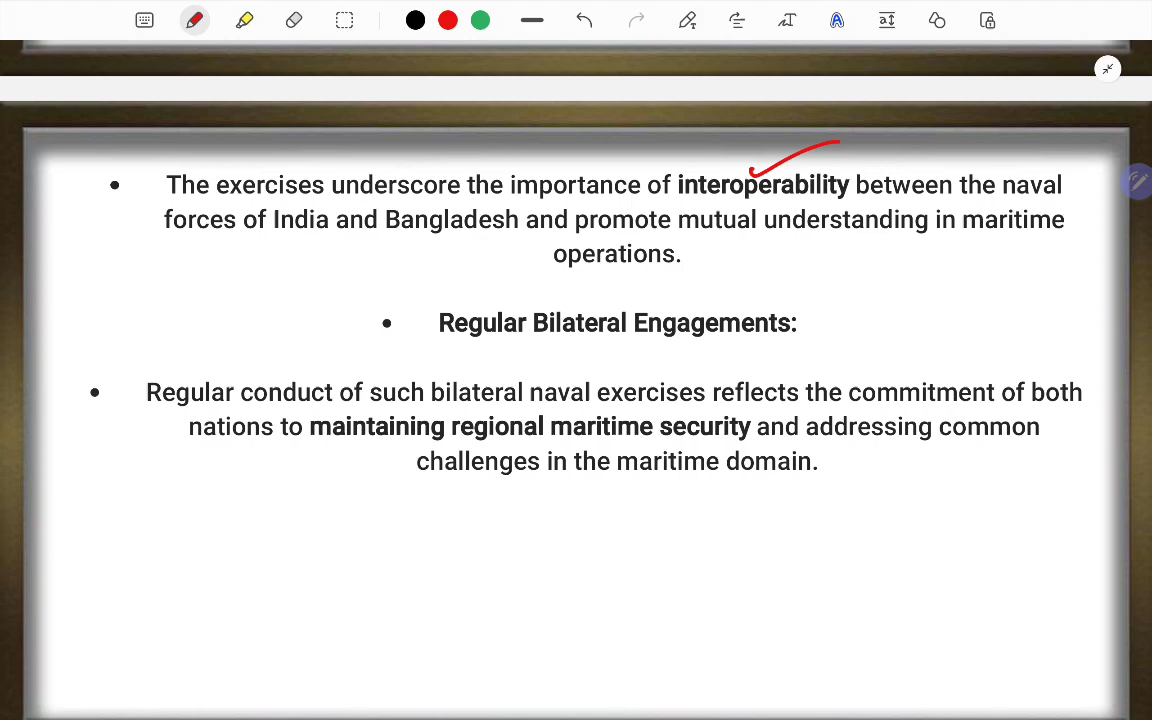 • The exercises underscore the importance of interoperability between the naval
forces of India and Bangladesh and promote mutual understanding in maritime
operations.
• Regular Bilateral Engagements:
• Regular conduct of such bilateral naval exercises reflects the commitment of both
nations to maintaining regional maritime security and addressing common
challenges in the maritime domain.